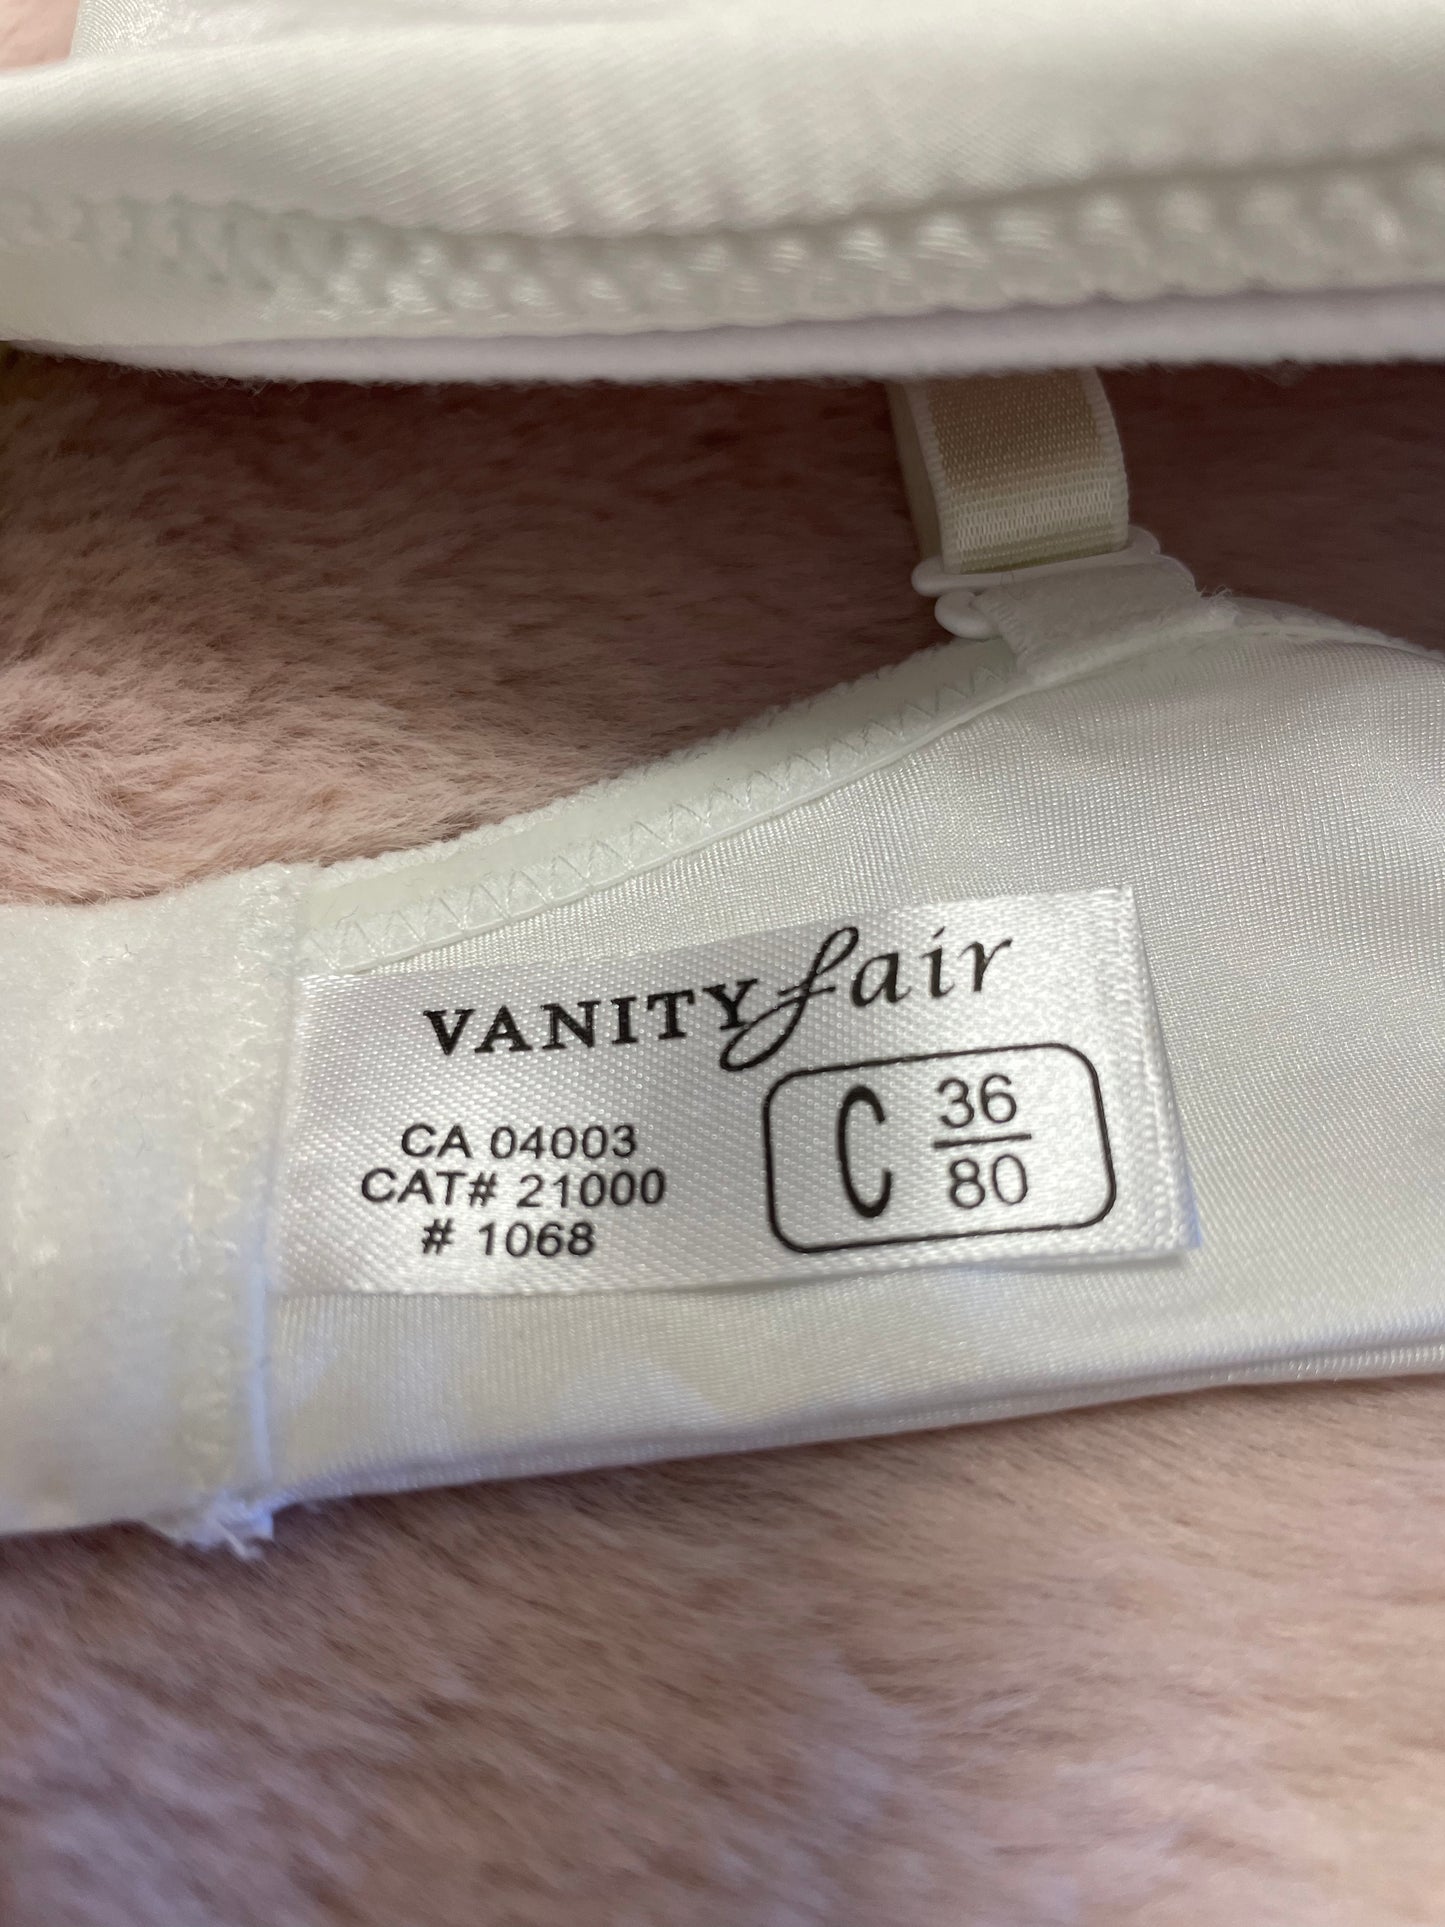 VANITY fair
CA 04003
CAT# 21000
# 1068
C 36
80